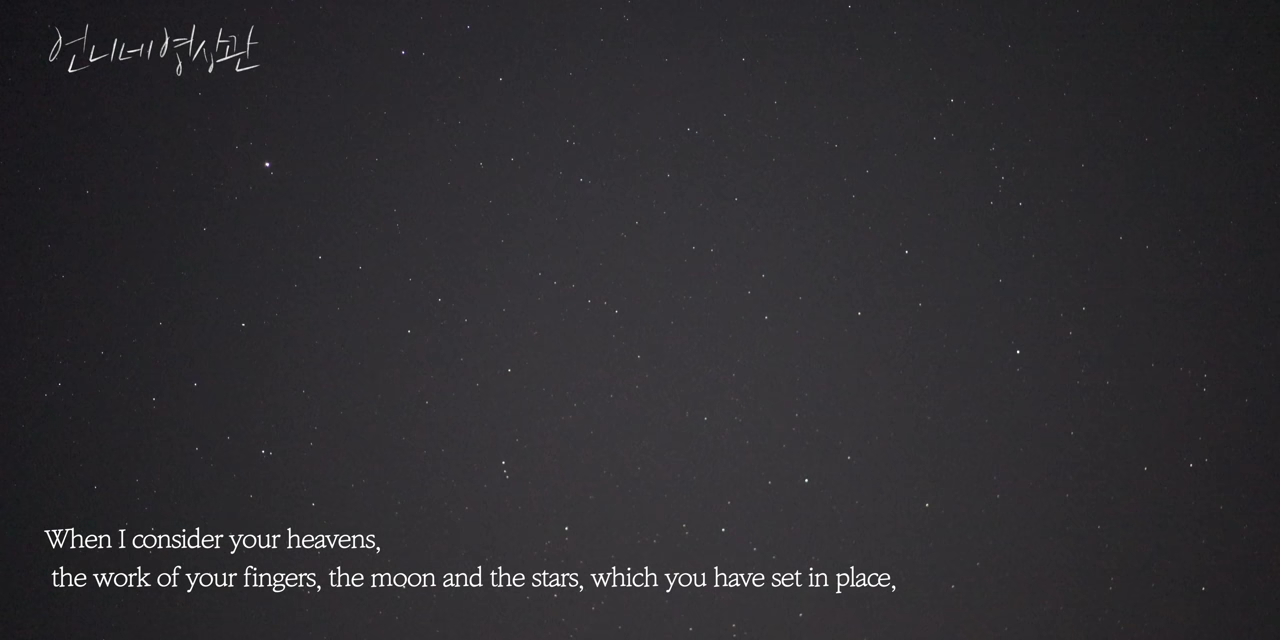 언니네 영상관
When I consider your heavens,
the work of your fingers, the moon and the stars, which you have set in place,